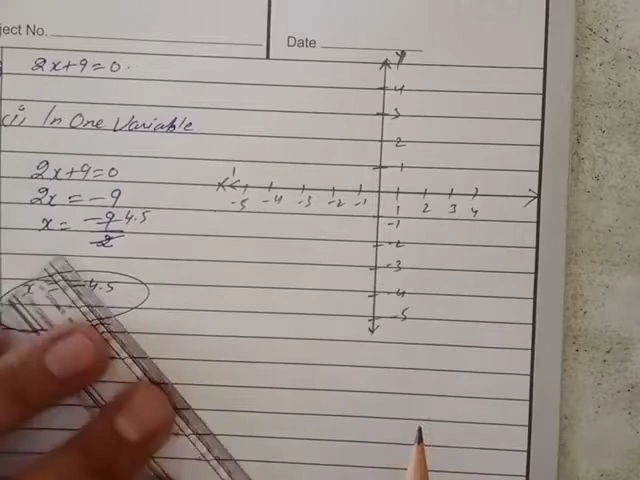 ject No.
Date
2x+9=0.
(i) In One Variable
2x+9=0
2x = -9
x = -9 4.5
2
x = -4.5
y
4
3
2
1
x'
-5 -4 -3 -2 -1 1 2 3 4
-1
-2
-3
-4
-5